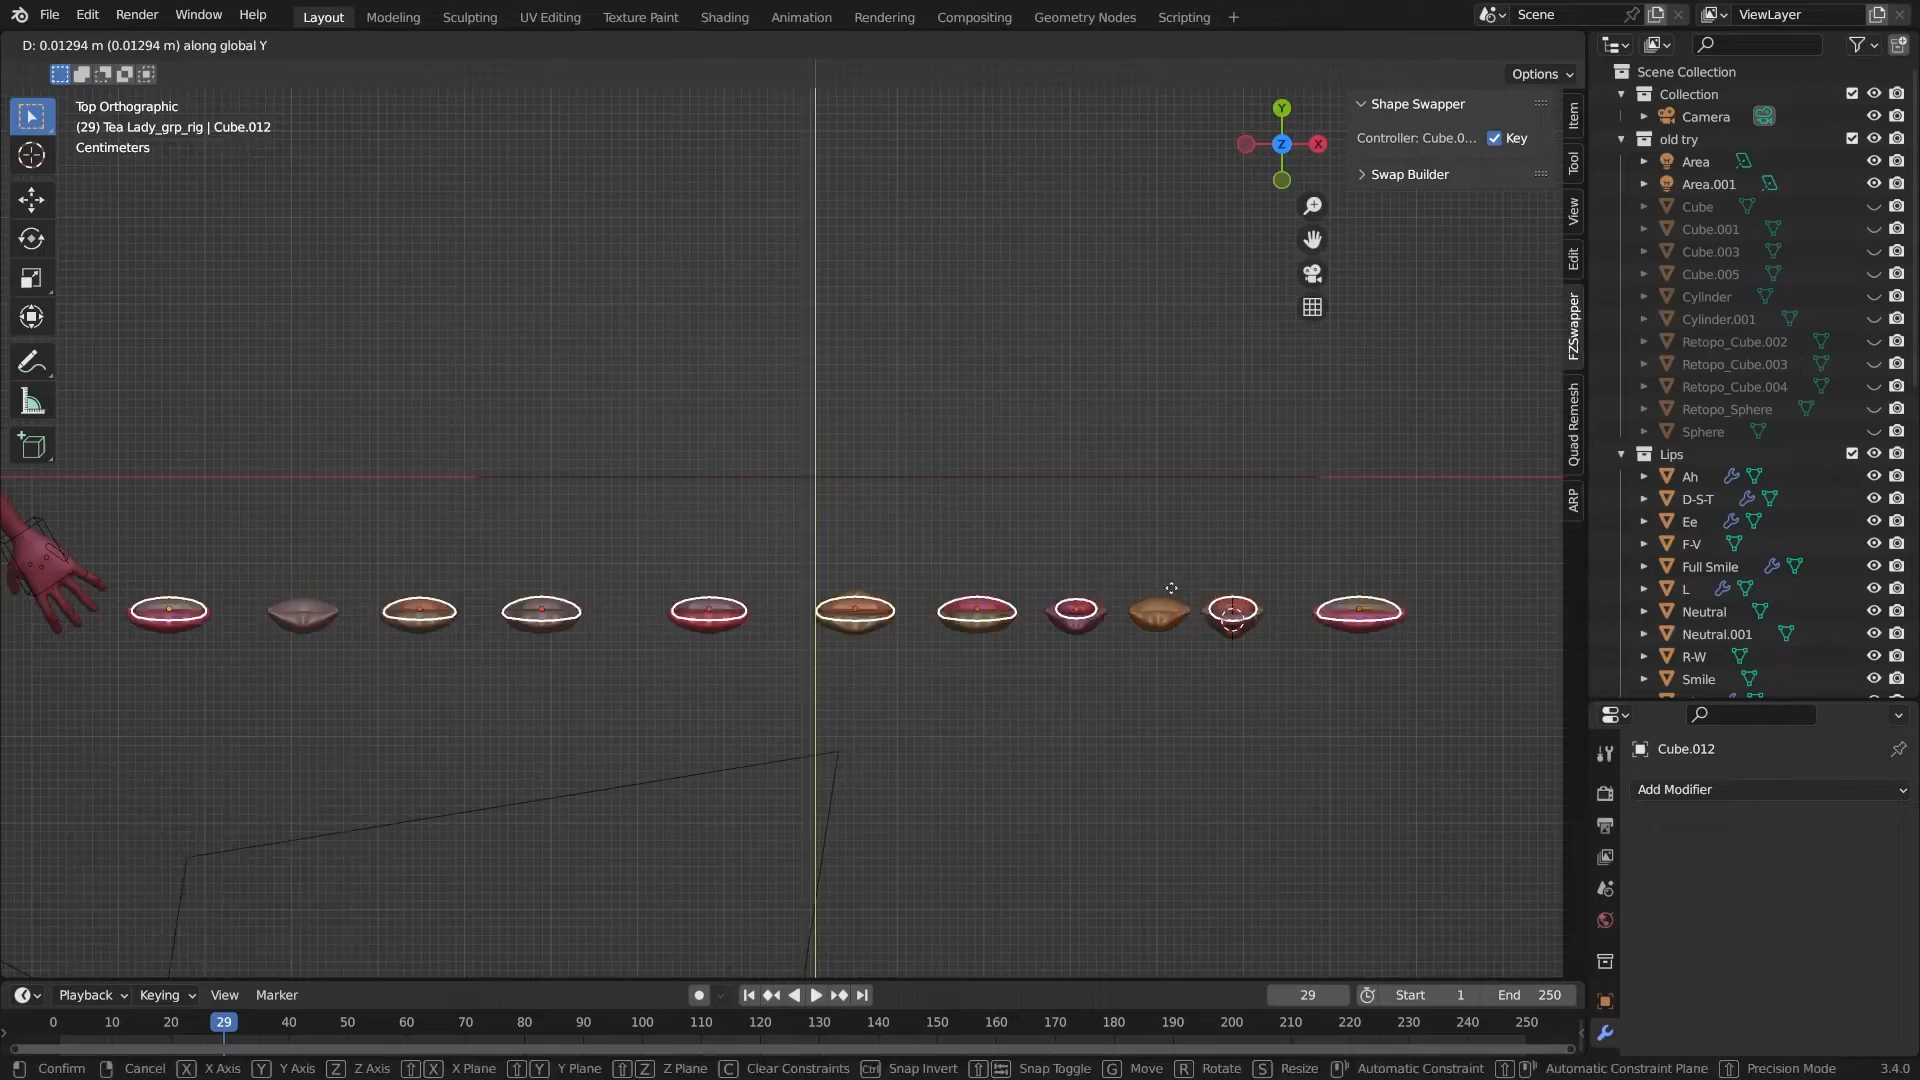 File Edit Render Window Help Layout Modeling Sculpting UV Editing Texture Paint Shading Animation Rendering Compositing Geometry Nodes Scripting + Scene ViewLayer
D: 0.01294 m (0.01294 m) along global Y
Options
Top Orthographic
(29) Tea Lady_grp_rig | Cube.012
Centimeters
Y
X
Z
Shape Swapper
Controller: Cube.0... Key
Swap Builder
Item
Tool
View
Edit
FZSwapper
Quad Remesh
ARP
Scene Collection
Collection
Camera
old try
Area
Area.001
Cube
Cube.001
Cube.003
Cube.005
Cylinder
Cylinder.001
Retopo_Cube.002
Retopo_Cube.003
Retopo_Cube.004
Retopo_Sphere
Sphere
Lips
Ah
D-S-T
Ee
F-V
Full Smile
L
Neutral
Neutral.001
R-W
Smile
Cube.012
Add Modifier
Playback Keying View Marker 29 Start 1 End 250
0 10 20 29 40 50 60 70 80 90 100 110 120 130 140 150 160 170 180 190 200 210 220 230 240 250
Confirm Cancel X X Axis Y Y Axis Z Z Axis X X Plane Y Y Plane Z Z Plane C Clear Constraints Ctrl Snap Invert Snap Toggle G Move R Rotate S Resize Automatic Constraint Automatic Constraint Plane Precision Mode 3.4.0